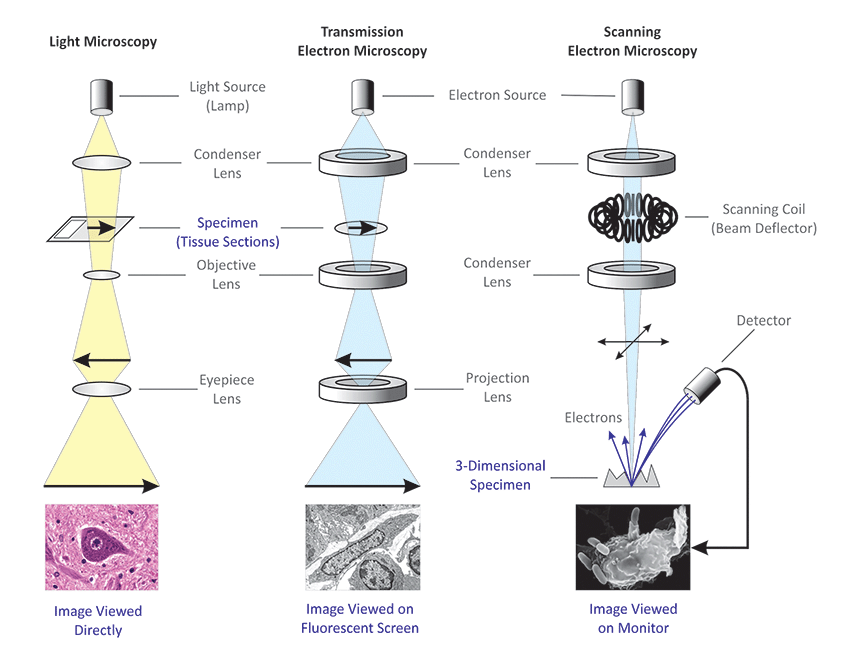 Light Microscopy
Transmission
Electron Microscopy
Scanning
Electron Microscopy
Light Source
(Lamp)
Electron Source
Condenser
Lens
Condenser
Lens
Specimen
(Tissue Sections)
Scanning Coil
(Beam Deflector)
Objective
Lens
Condenser
Lens
Detector
Eyepiece
Lens
Projection
Lens
Electrons
3-Dimensional
Specimen
Image Viewed
Directly
Image Viewed on
Fluorescent Screen
Image Viewed
on Monitor